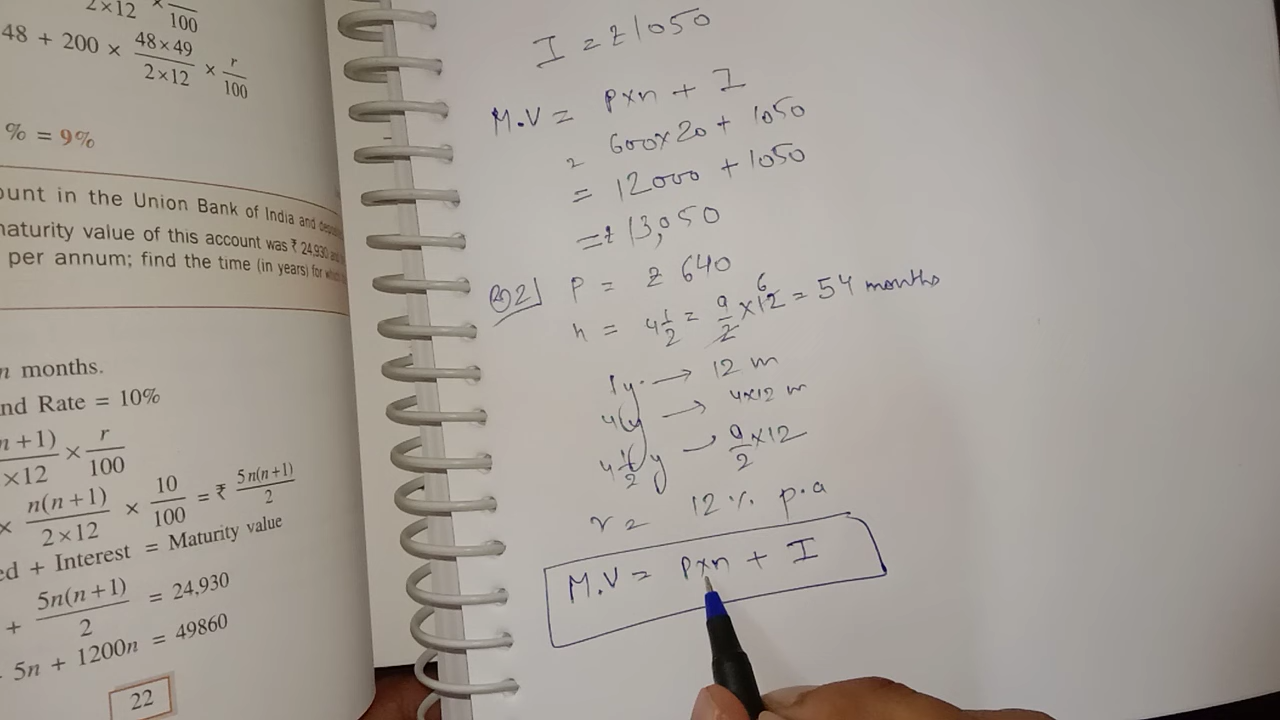 2×12 × 100
48 + 200 × 48×49 / 2×12 × r / 100
% = 9%
ount in the Union Bank of India and
maturity value of this account was ₹ 24,930
per annum; find the time (in years) for
n months.
nd Rate = 10%
n+1) / ×12 × r / 100
× n(n+1) / 2×12 × 10 / 100 = ₹ 5n(n+1) / 2
ed + Interest = Maturity value
+ 5n(n+1) / 2 = 24,930
5n + 1200n = 49860
22
I = ₹1050
M.V = P×n + I
= 600×20 + 1050
= 12000 + 1050
= ₹ 13,050
Q2] P = ₹ 640
n = 4 1/2 = 9/2 × 12 6 = 54 months
1y. → 12 m
4y → 4×12 m
4 1/2 y → 9/2 ×12
r = 12 % p.a
M.V = P×n + I